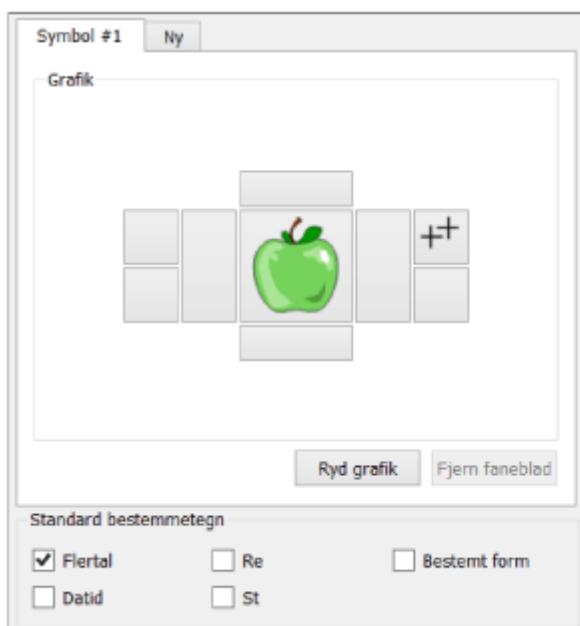 Symbol #1 Ny
Grafik
++
Ryd grafik Fjern faneblad
Standard bestemmetegn
Flertal Re Bestemt form
Datid St